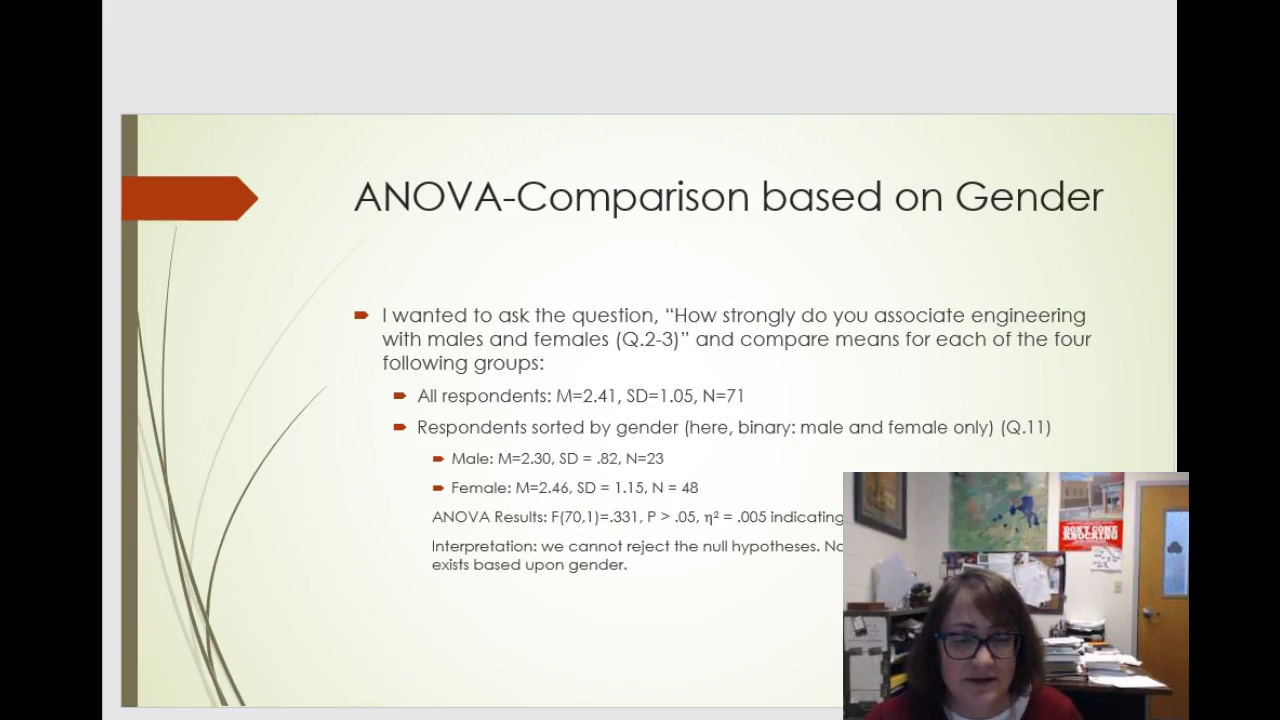 ANOVA-Comparison based on Gender
I wanted to ask the question, “How strongly do you associate engineering
with males and females (Q.2-3)” and compare means for each of the four
following groups:
All respondents: M=2.41, SD=1.05, N=71
Respondents sorted by gender (here, binary: male and female only) (Q.11)
Male: M=2.30, SD = .82, N=23
Female: M=2.46, SD = 1.15, N = 48
ANOVA Results: F(70,1)=.331, P > .05, η² = .005 indicating
Interpretation: we cannot reject the null hypotheses. No
exists based upon gender.
DON'T COME
KNOCKING